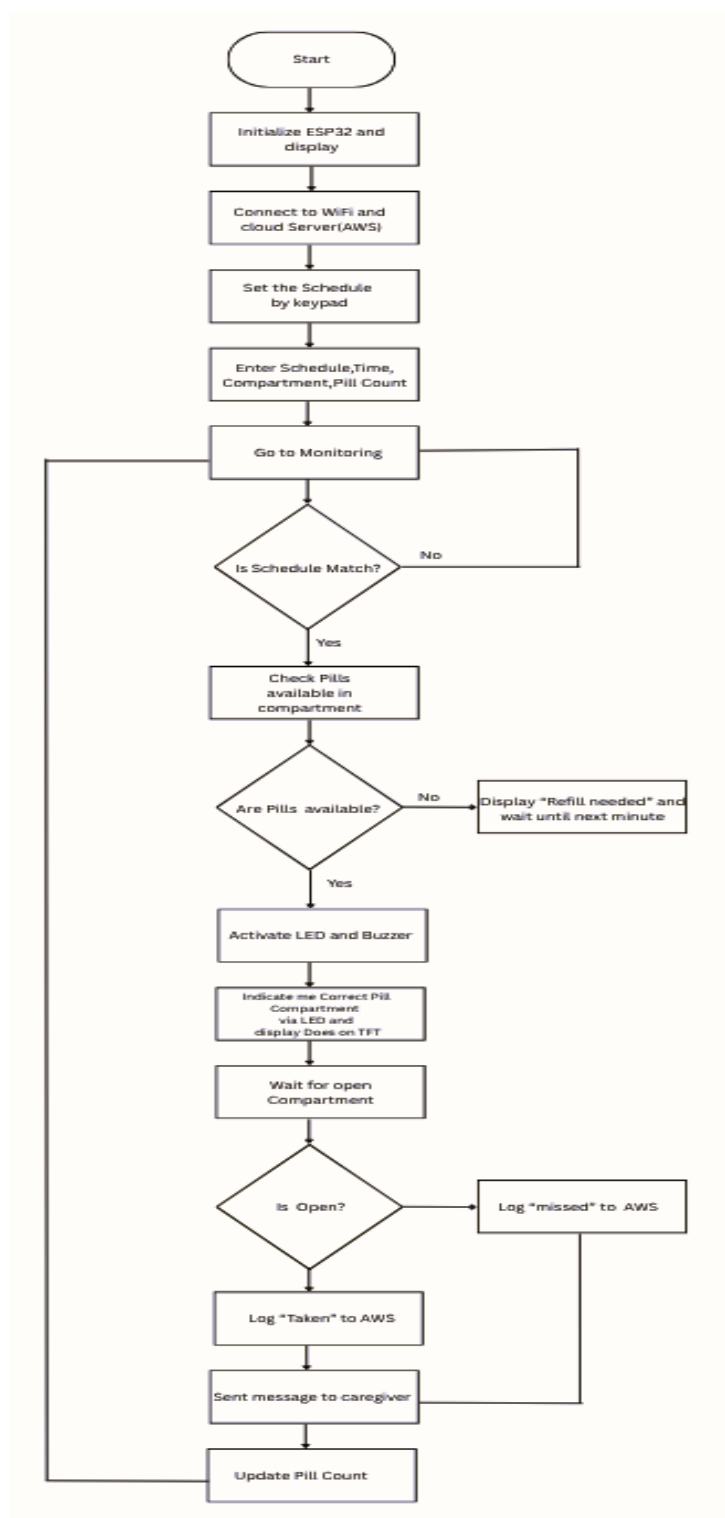 Start
Initialize ESP32 and
display
Connect to WiFi and
cloud Server(AWS)
Set the Schedule
by keypad
Enter Schedule,Time,
Compartment,Pill Count
Go to Monitoring
No
Is Schedule Match?
Yes
Check Pills
available in
compartment
No
Are Pills available?
Display "Refill needed" and
wait until next minute
Yes
Activate LED and Buzzer
Indicate me Correct Pill
Compartment
via LED and
display Does on TFT
Wait for open
Compartment
Is Open?
Log "missed" to AWS
Log "Taken" to AWS
Sent message to caregiver
Update Pill Count